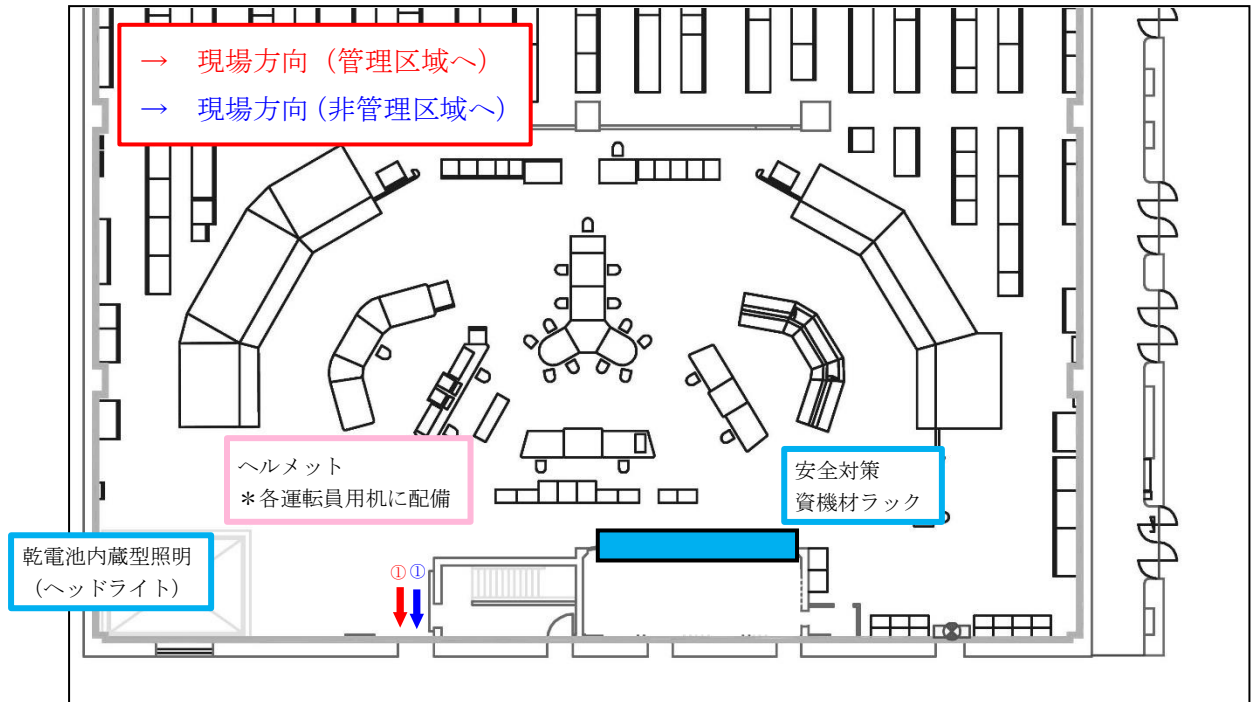 → 現場方向（管理区域へ）
→ 現場方向（非管理区域へ）
ヘルメット
＊各運転員用机に配備
安全対策
資機材ラック
乾電池内蔵型照明
（ヘッドライト）
① ①